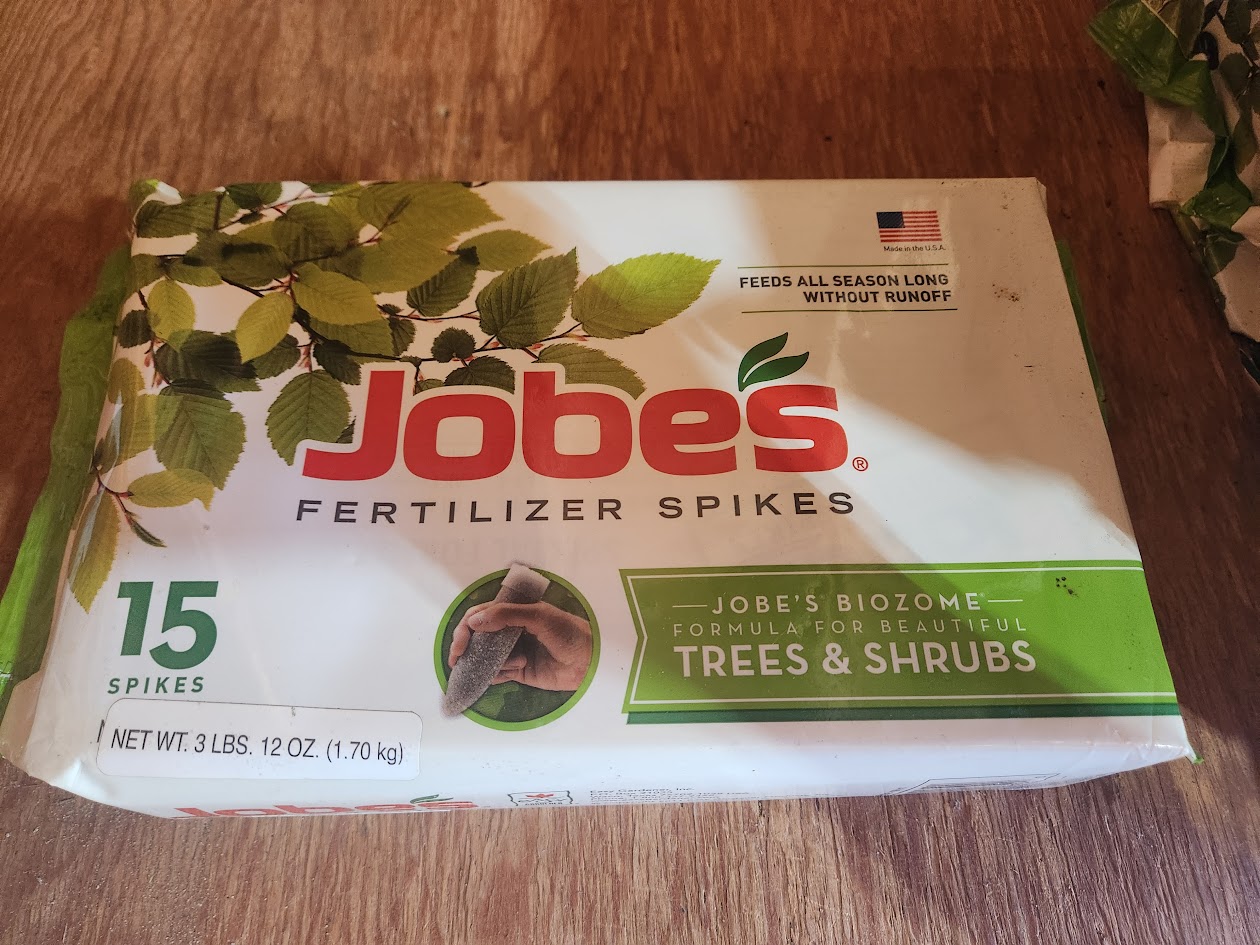 Made in the U.S.A.
FEEDS ALL SEASON LONG
WITHOUT RUNOFF
Jobe's®
FERTILIZER SPIKES
15
SPIKES
JOBE'S BIOZOME
FORMULA FOR BEAUTIFUL
TREES & SHRUBS
NET WT. 3 LBS. 12 OZ. (1.70 kg)
Jobe's